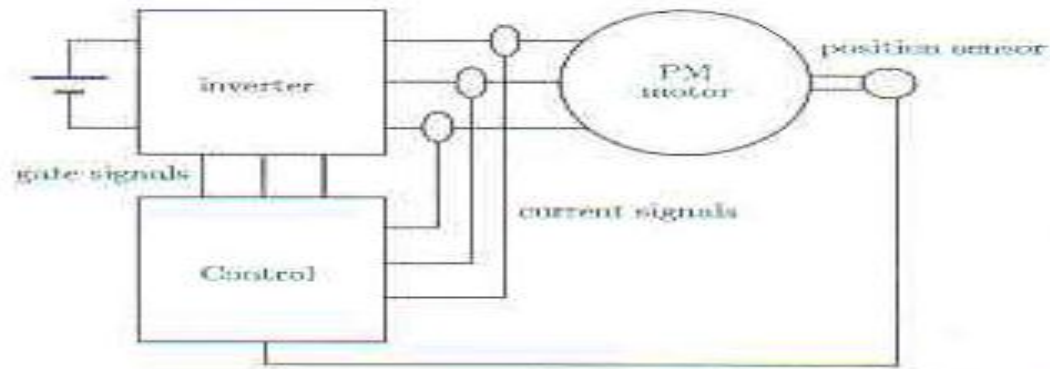 inverter
PM
motor
position sensor
gate signals
current signals
Control